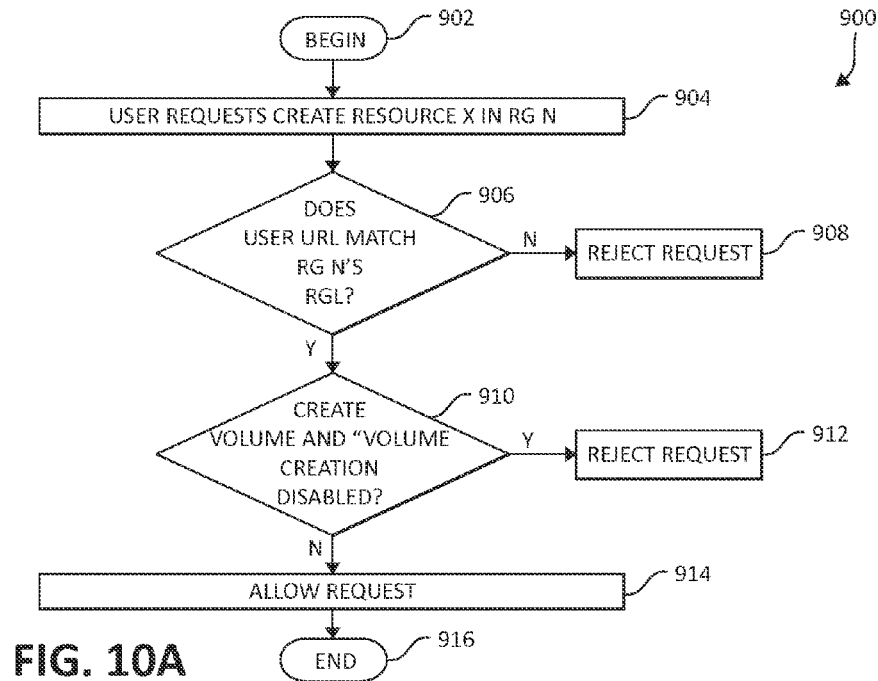 BEGIN
902
900
USER REQUESTS CREATE RESOURCE X IN RG N
904
DOES
USER URL MATCH
RG N'S
RGL?
906
N
REJECT REQUEST
908
Y
CREATE
VOLUME AND "VOLUME
CREATION
DISABLED?
910
Y
REJECT REQUEST
912
N
ALLOW REQUEST
914
END
916
FIG. 10A